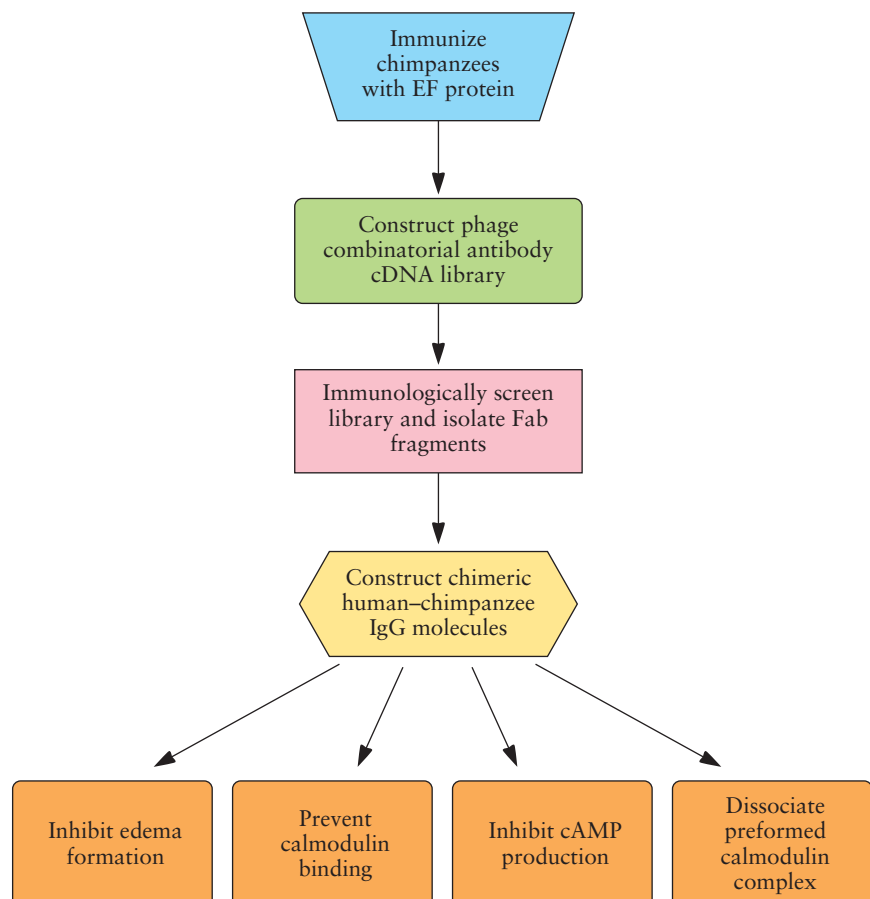 Immunize
chimpanzees
with EF protein
Construct phage
combinatorial antibody
cDNA library
Immunologically screen
library and isolate Fab
fragments
Construct chimeric
human–chimpanzee
IgG molecules
Inhibit edema
formation
Prevent
calmodulin
binding
Inhibit cAMP
production
Dissociate
preformed
calmodulin
complex